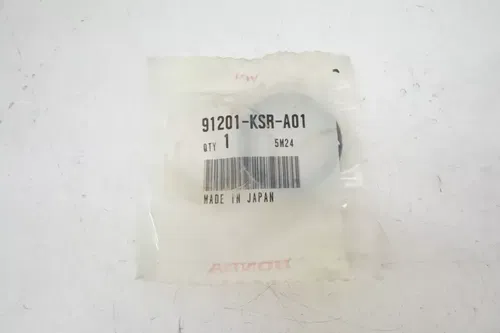 91201-KSR-A01
QTY 1 5M24
MADE IN JAPAN
HONDA